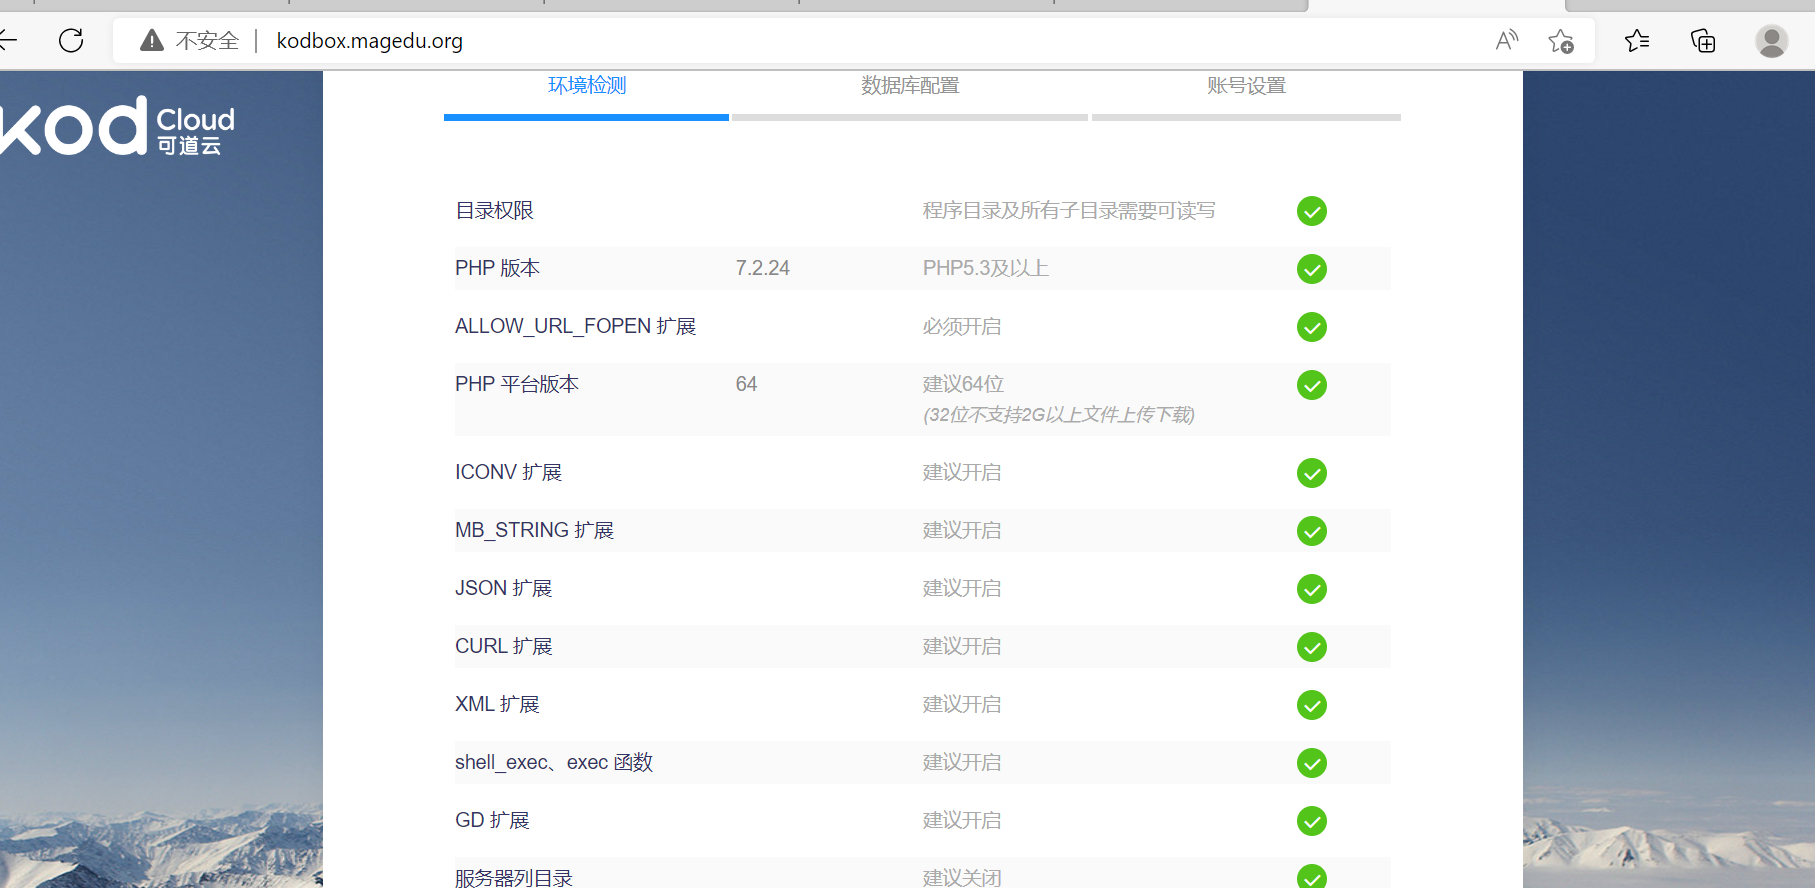 不安全 kodbox.magedu.org
kod Cloud 可道云
环境检测 数据库配置 账号设置
目录权限 程序目录及所有子目录需要可读写
PHP 版本 7.2.24 PHP5.3及以上
ALLOW_URL_FOPEN 扩展 必须开启
PHP 平台版本 64 建议64位
(32位不支持2G以上文件上传下载)
ICONV 扩展 建议开启
MB_STRING 扩展 建议开启
JSON 扩展 建议开启
CURL 扩展 建议开启
XML 扩展 建议开启
shell_exec、exec 函数 建议开启
GD 扩展 建议开启
服务器列目录 建议关闭